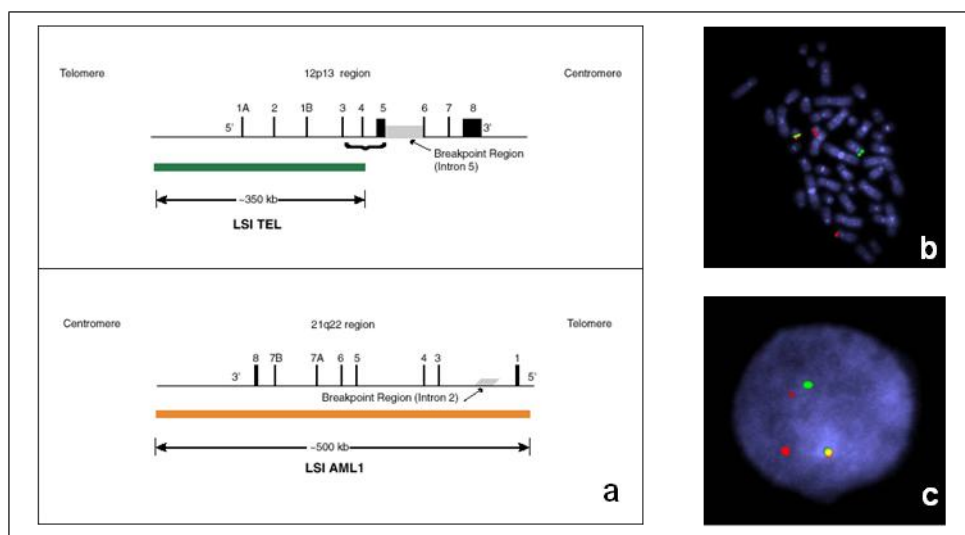 Telomere 12p13 region Centromere
1A 2 1B 3 4 5 6 7 8
5' 3'
Breakpoint Region
(Intron 5)
~350 kb
LSI TEL
b
Centromere 21q22 region Telomere
8 7B 7A 6 5 4 3 1
3' 5'
Breakpoint Region (Intron 2)
~500 kb
LSI AML1
a
c